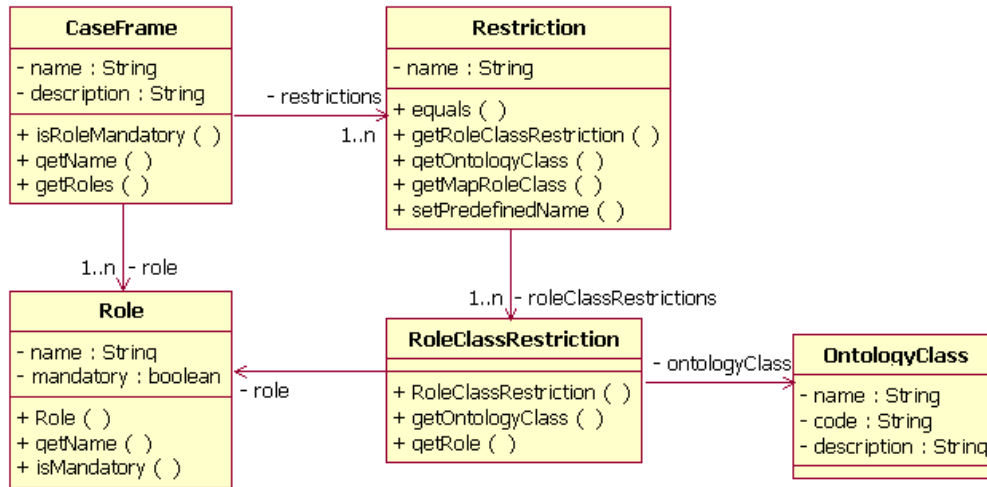 CaseFrame
- name : String
- description : String
+ isRoleMandatory ( )
+ getName ( )
+ getRoles ( )
- restrictions
1..n
Restriction
- name : String
+ equals ( )
+ getRoleClassRestriction ( )
+ getOntologyClass ( )
+ getMapRoleClass ( )
+ setPredefinedName ( )
1..n - role
1..n - roleClassRestrictions
Role
- name : String
- mandatory : boolean
+ Role ( )
+ getName ( )
+ isMandatory ( )
- role
RoleClassRestriction
+ RoleClassRestriction ( )
+ getOntologyClass ( )
+ getRole ( )
- ontologyClass
OntologyClass
- name : String
- code : String
- description : String